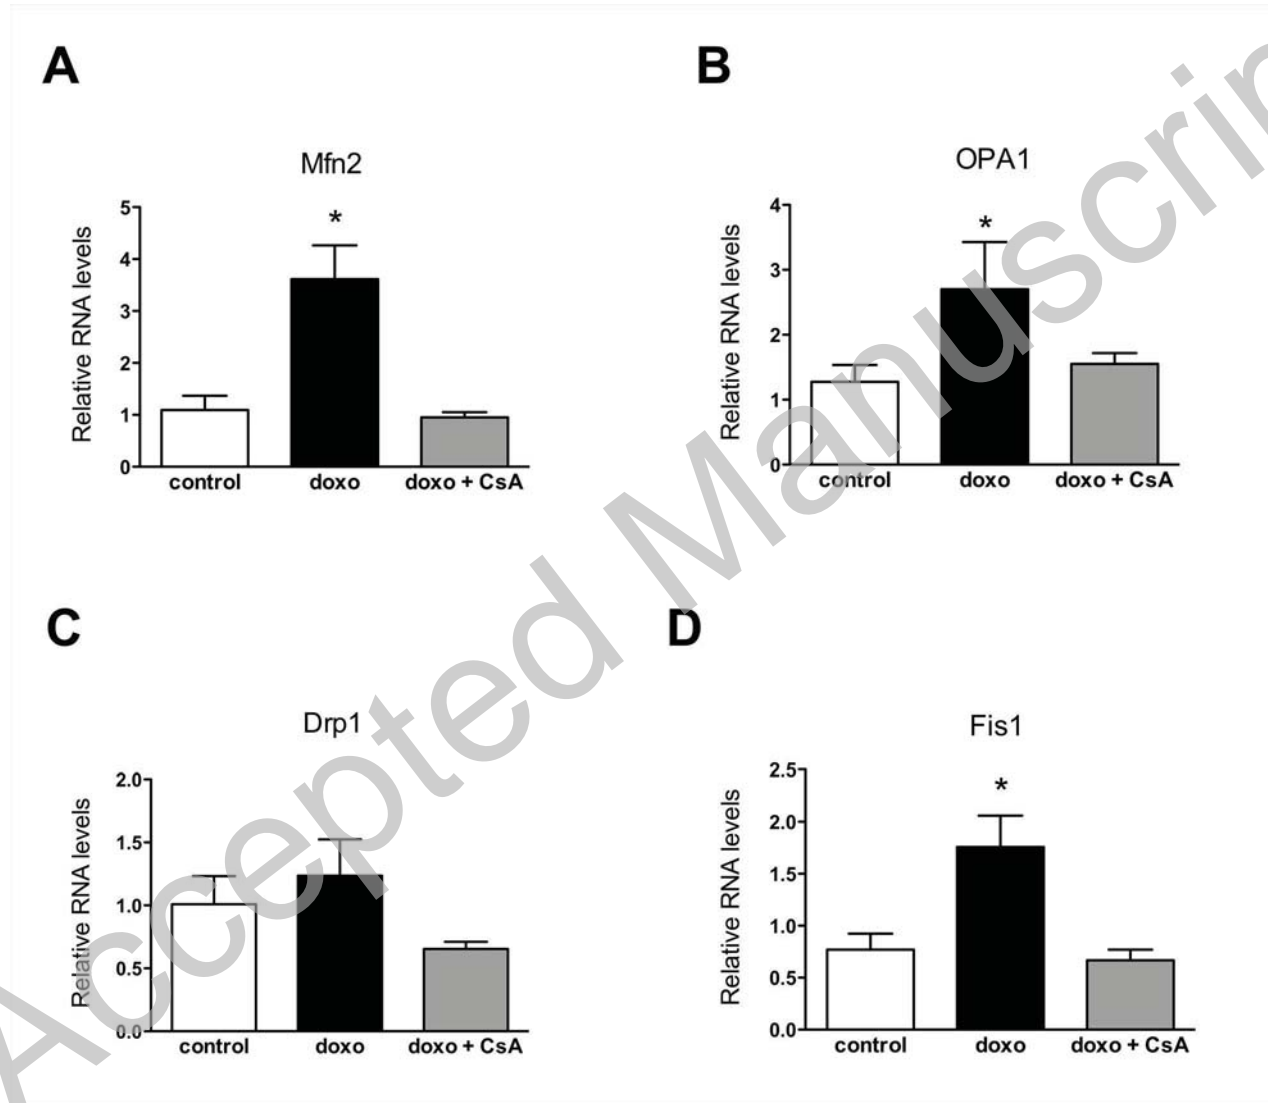 A
Mfn2
Relative RNA levels
5
4
3
2
1
0
*
control doxo doxo + CsA
B
OPA1
Relative RNA levels
4
3
2
1
0
*
control doxo doxo + CsA
C
Drp1
Relative RNA levels
2.0
1.5
1.0
0.5
0.0
control doxo doxo + CsA
D
Fis1
Relative RNA levels
2.5
2.0
1.5
1.0
0.5
0.0
*
control doxo doxo + CsA
Accepted Manuscrip